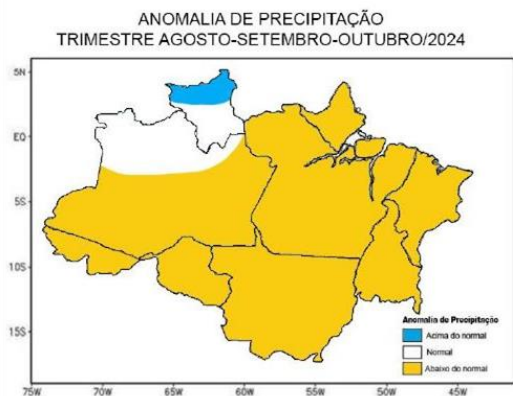 ANOMALIA DE PRECIPITAÇÃO
TRIMESTRE AGOSTO-SETEMBRO-OUTUBRO/2024
5N
EQ
5S
10S
15S
75W 70W 65W 60W 55W 50W 45W
Anomalia de Precipitação
Acima do normal
Normal
Abaixo do normal